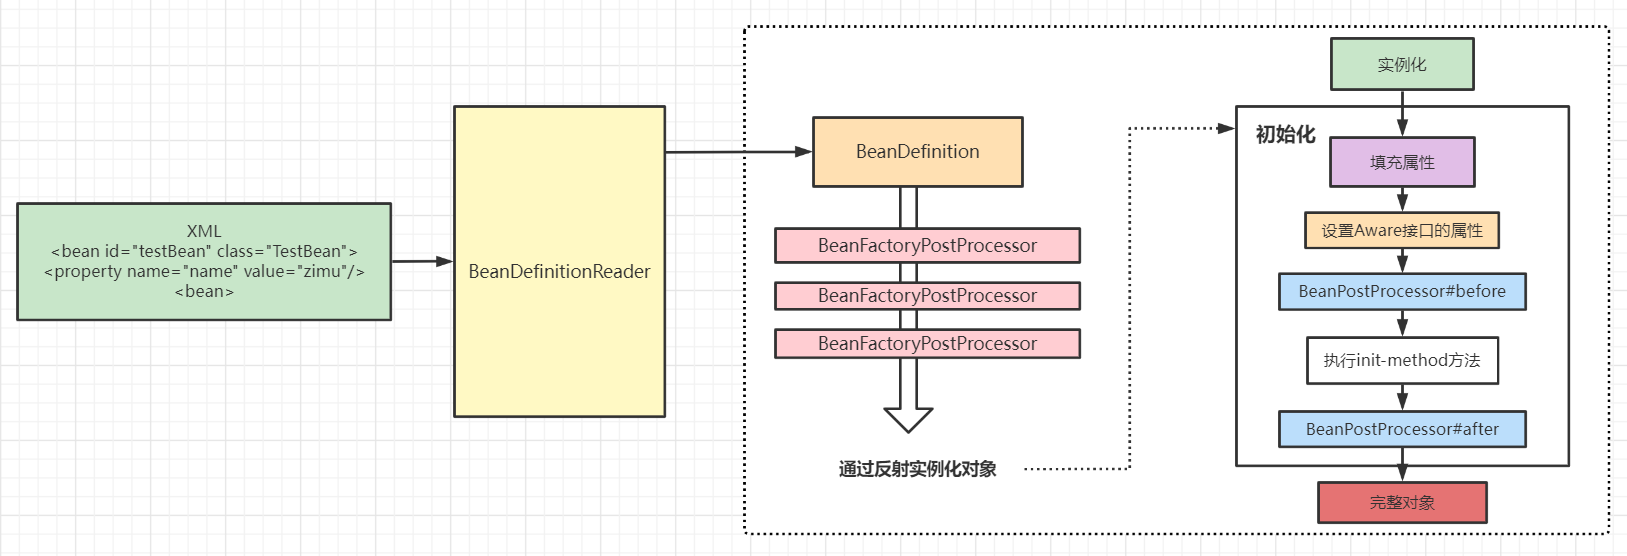 XML
<bean id="testBean" class="TestBean">
<property name="name" value="zimu"/>
<bean>
BeanDefinitionReader
BeanDefinition
BeanFactoryPostProcessor
BeanFactoryPostProcessor
BeanFactoryPostProcessor
通过反射实例化对象
实例化
初始化
填充属性
设置Aware接口的属性
BeanPostProcessor#before
执行init-method方法
BeanPostProcessor#after
完整对象